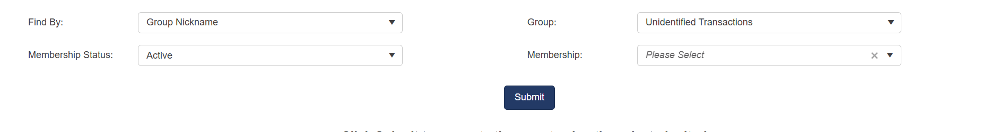 Find By: Group Nickname Group: Unidentified Transactions
Membership Status: Active Membership: Please Select
Submit